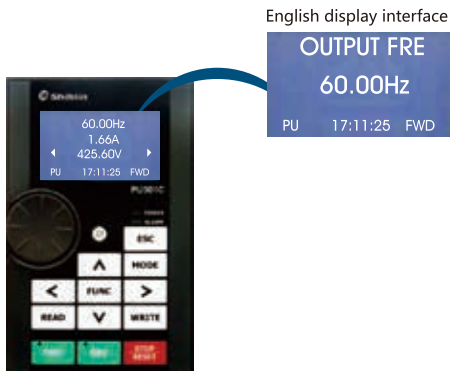 English display interface
OUTPUT FRE
60.00Hz
PU 17:11:25 FWD
60.00Hz
1.66A
425.60V
PU 17:11:25 FWD
PU301C
ESC
MODE
FUNC
READ
WRITE
STOP
RESET